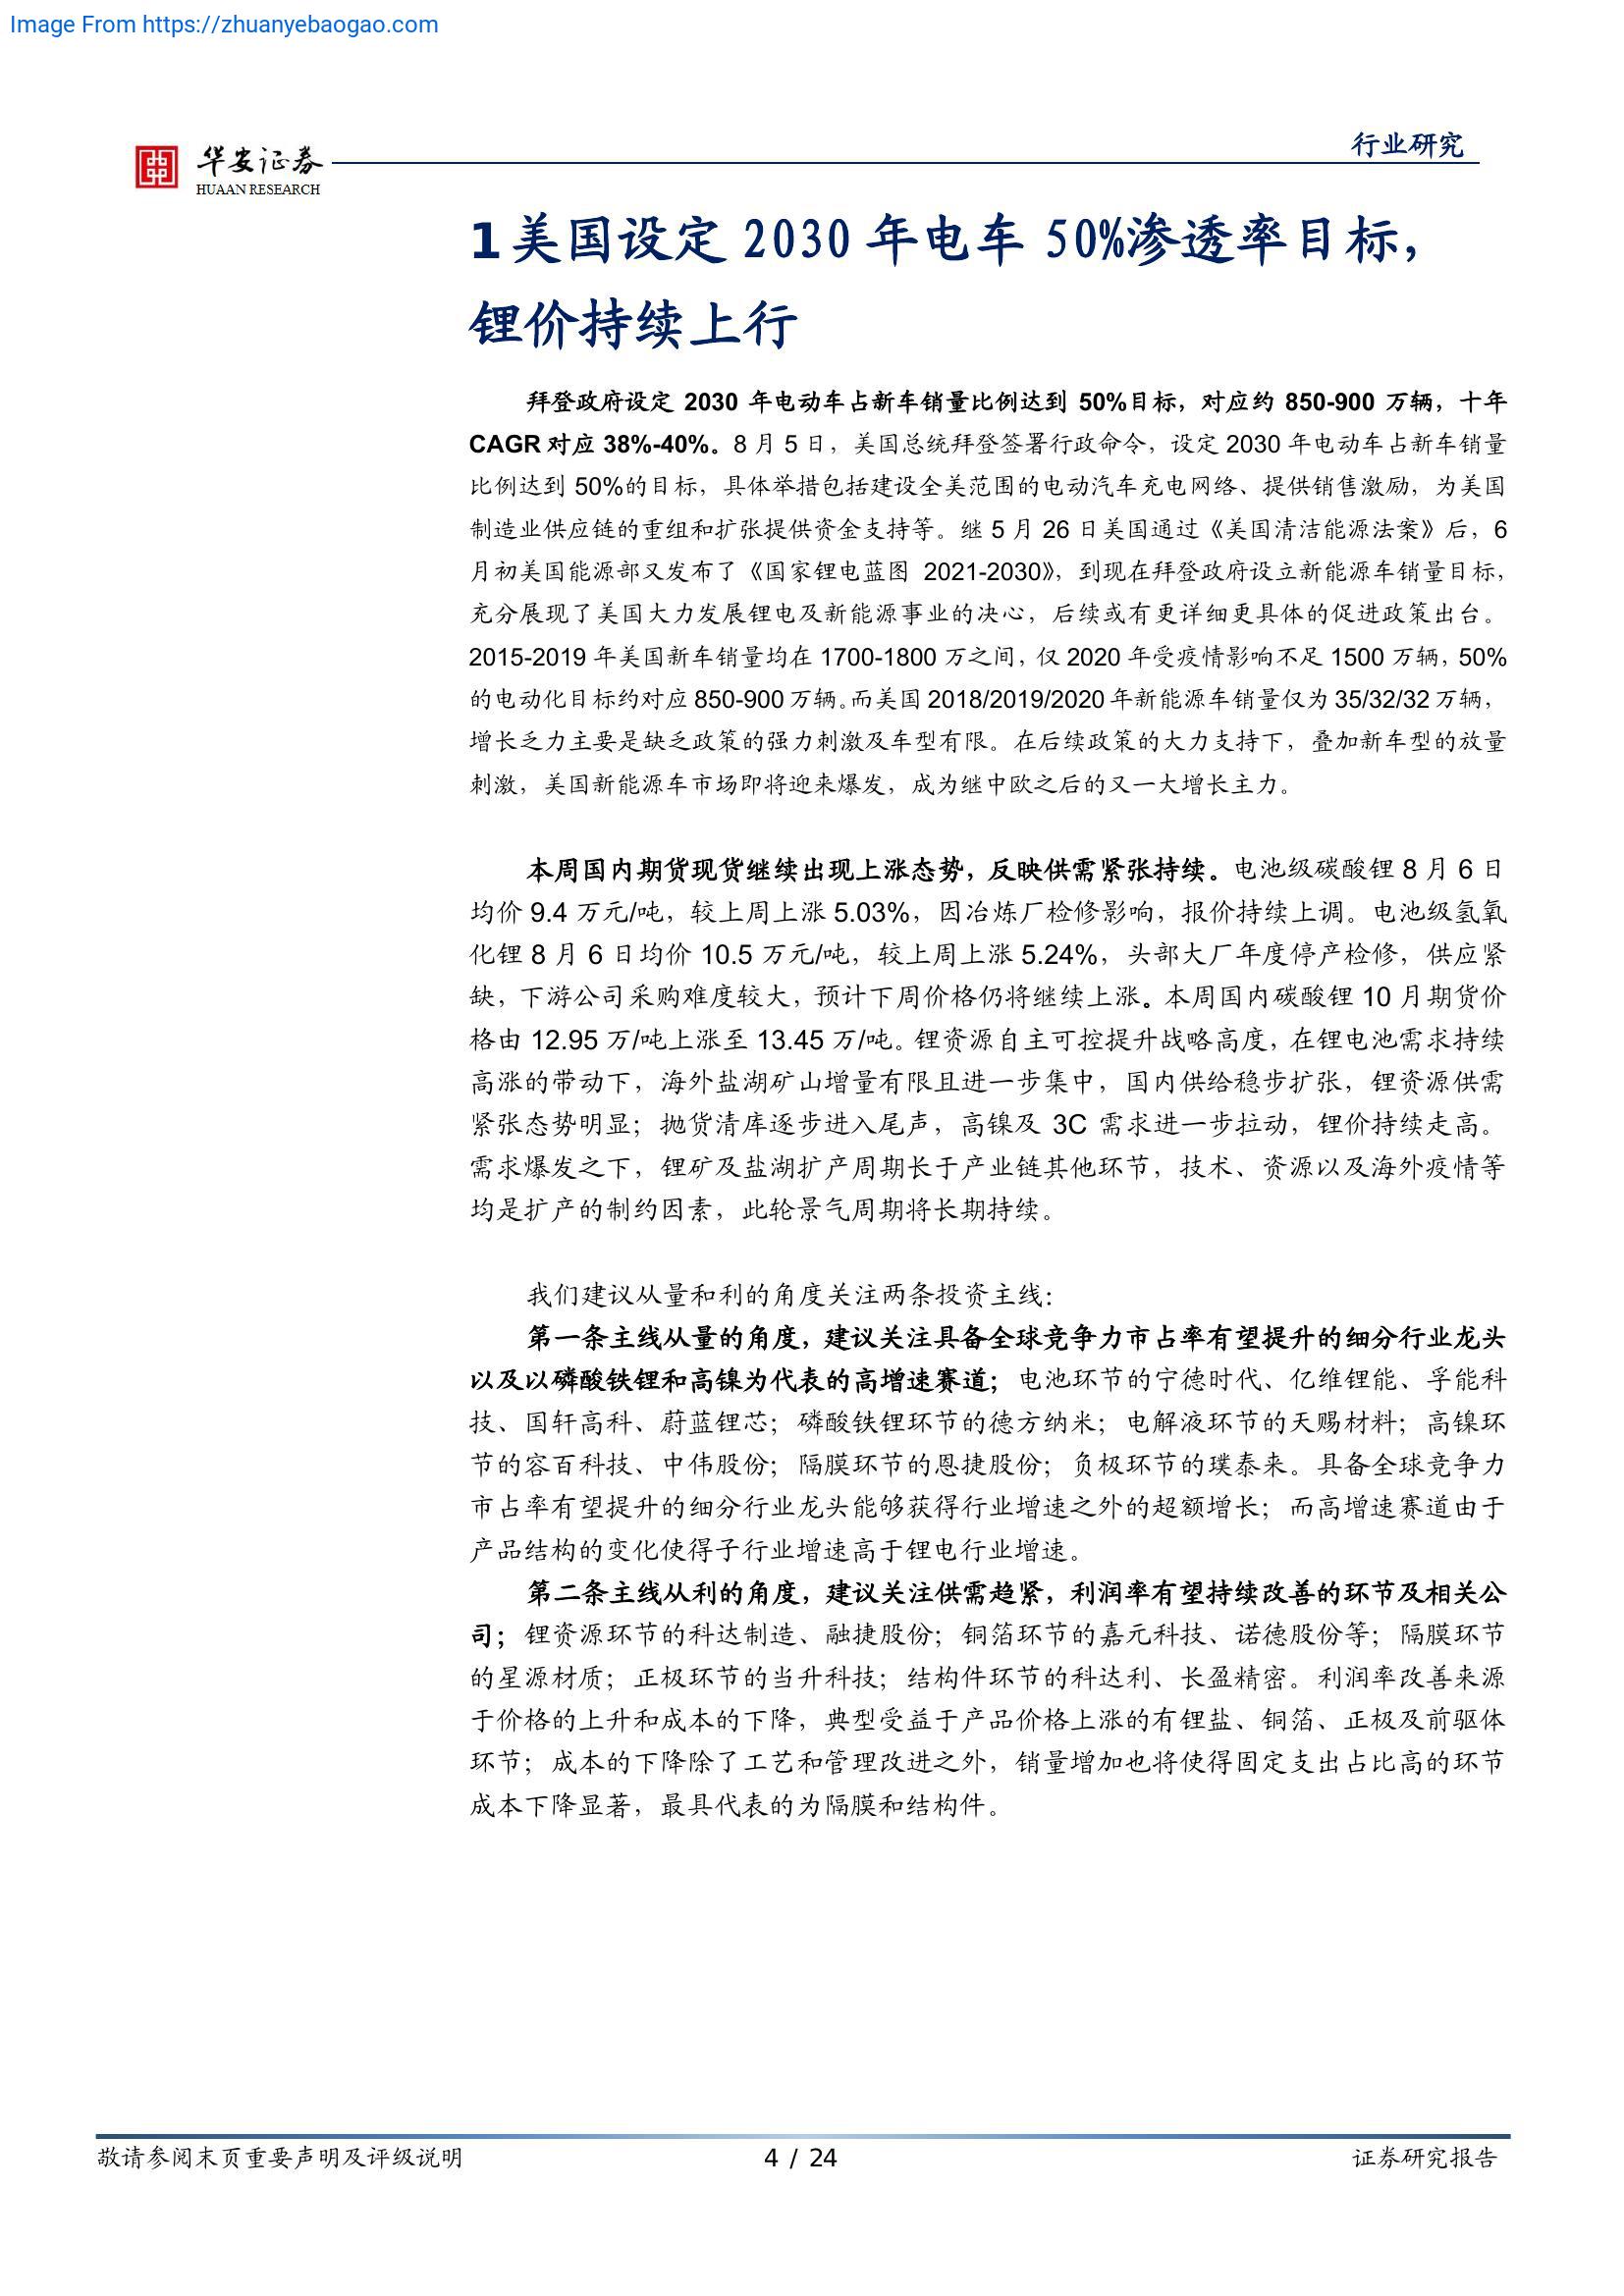 Image From https://zhuanyebaogao.com
华安证券
HUAAN RESEARCH
行业研究
1美国设定 2030 年电车 50%渗透率目标，
锂价持续上行
拜登政府设定 2030 年电动车占新车销量比例达到 50%目标，对应约 850-900 万辆，十年
CAGR 对应 38%-40%。8 月 5 日，美国总统拜登签署行政命令，设定 2030 年电动车占新车销量
比例达到 50%的目标，具体举措包括建设全美范围的电动汽车充电网络、提供销售激励，为美国
制造业供应链的重组和扩张提供资金支持等。继 5 月 26 日美国通过《美国清洁能源法案》后，6
月初美国能源部又发布了《国家锂电蓝图 2021-2030》，到现在拜登政府设立新能源车销量目标，
充分展现了美国大力发展锂电及新能源事业的决心，后续或有更详细更具体的促进政策出台。
2015-2019 年美国新车销量均在 1700-1800 万之间，仅 2020 年受疫情影响不足 1500 万辆，50%
的电动化目标约对应 850-900 万辆。而美国 2018/2019/2020 年新能源车销量仅为 35/32/32 万辆，
增长乏力主要是缺乏政策的强力刺激及车型有限。在后续政策的大力支持下，叠加新车型的放量
刺激，美国新能源车市场即将迎来爆发，成为继中欧之后的又一大增长主力。
本周国内期货现货继续出现上涨态势，反映供需紧张持续。电池级碳酸锂 8 月 6 日
均价 9.4 万元/吨，较上周上涨 5.03%，因冶炼厂检修影响，报价持续上调。电池级氢氧
化锂 8 月 6 日均价 10.5 万元/吨，较上周上涨 5.24%，头部大厂年度停产检修，供应紧
缺，下游公司采购难度较大，预计下周价格仍将继续上涨。本周国内碳酸锂 10 月期货价
格由 12.95 万/吨上涨至 13.45 万/吨。锂资源自主可控提升战略高度，在锂电池需求持续
高涨的带动下，海外盐湖矿山增量有限且进一步集中，国内供给稳步扩张，锂资源供需
紧张态势明显；抛货清库逐步进入尾声，高镍及 3C 需求进一步拉动，锂价持续走高。
需求爆发之下，锂矿及盐湖扩产周期长于产业链其他环节，技术、资源以及海外疫情等
均是扩产的制约因素，此轮景气周期将长期持续。
我们建议从量和利的角度关注两条投资主线：
第一条主线从量的角度，建议关注具备全球竞争力市占率有望提升的细分行业龙头
以及以磷酸铁锂和高镍为代表的高增速赛道；电池环节的宁德时代、亿维锂能、孚能科
技、国轩高科、蔚蓝锂芯；磷酸铁锂环节的德方纳米；电解液环节的天赐材料；高镍环
节的容百科技、中伟股份；隔膜环节的恩捷股份；负极环节的璞泰来。具备全球竞争力
市占率有望提升的细分行业龙头能够获得行业增速之外的超额增长；而高增速赛道由于
产品结构的变化使得子行业增速高于锂电行业增速。
第二条主线从利的角度，建议关注供需趋紧，利润率有望持续改善的环节及相关公
司；锂资源环节的科达制造、融捷股份；铜箔环节的嘉元科技、诺德股份等；隔膜环节
的星源材质；正极环节的当升科技；结构件环节的科达利、长盈精密。利润率改善来源
于价格的上升和成本的下降，典型受益于产品价格上涨的有锂盐、铜箔、正极及前驱体
环节；成本的下降除了工艺和管理改进之外，销量增加也将使得固定支出占比高的环节
成本下降显著，最具代表的为隔膜和结构件。
敬请参阅末页重要声明及评级说明
4 / 24
证券研究报告